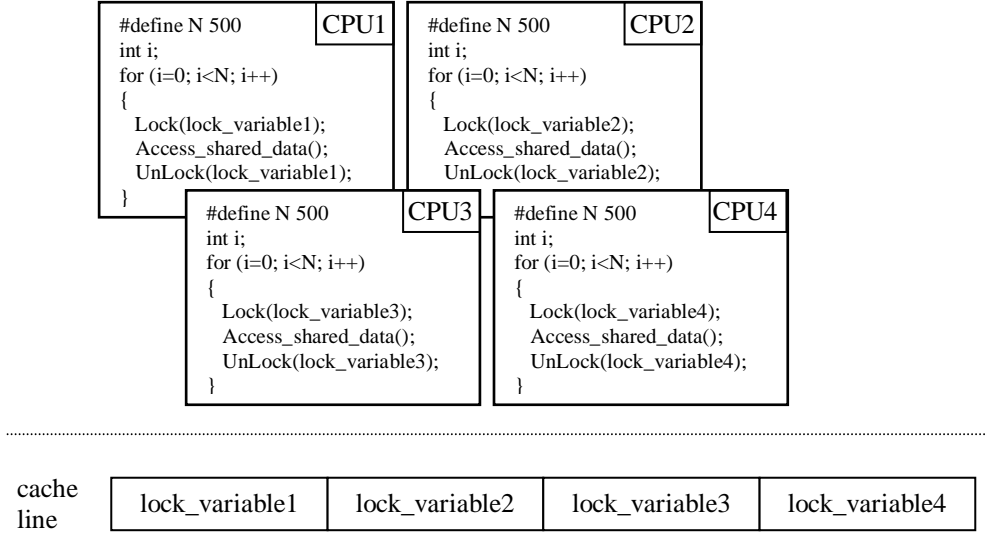 #define N 500
CPU1
int i;
for (i=0; i<N; i++)
{
Lock(lock_variable1);
Access_shared_data();
UnLock(lock_variable1);
}
#define N 500
CPU2
int i;
for (i=0; i<N; i++)
{
Lock(lock_variable2);
Access_shared_data();
UnLock(lock_variable2);
#define N 500
CPU3
int i;
for (i=0; i<N; i++)
{
Lock(lock_variable3);
Access_shared_data();
UnLock(lock_variable3);
}
#define N 500
CPU4
int i;
for (i=0; i<N; i++)
{
Lock(lock_variable4);
Access_shared_data();
UnLock(lock_variable4);
}
cache
line
lock_variable1
lock_variable2
lock_variable3
lock_variable4